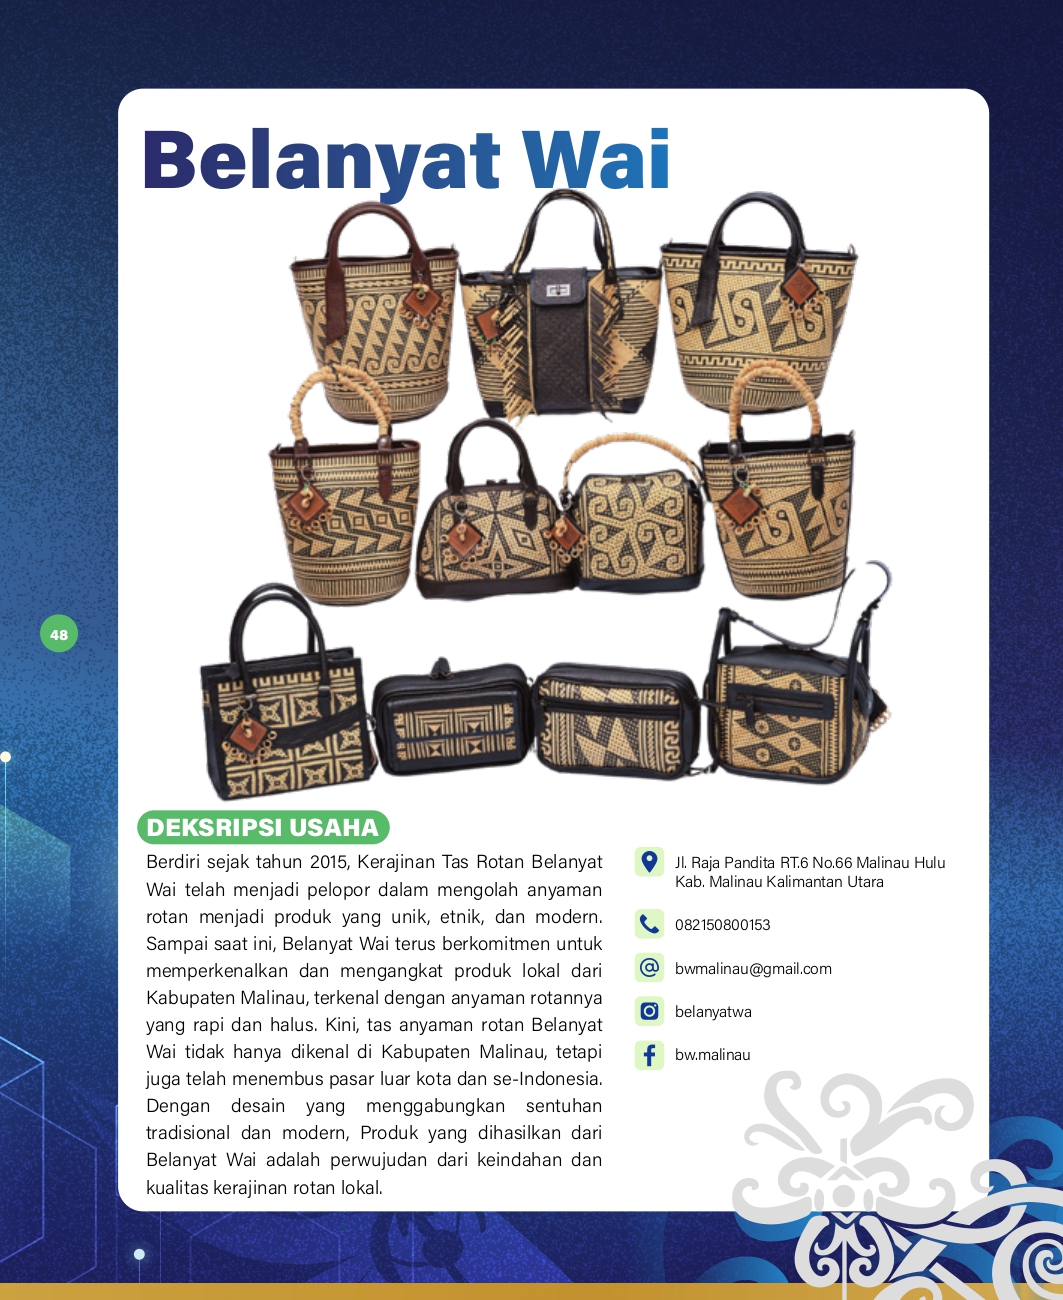 Belanyat Wai
48
DEKSRIPSI USAHA
Berdiri sejak tahun 2015, Kerajinan Tas Rotan Belanyat
Wai telah menjadi pelopor dalam mengolah anyaman
rotan menjadi produk yang unik, etnik, dan modern.
Sampai saat ini, Belanyat Wai terus berkomitmen untuk
memperkenalkan dan mengangkat produk lokal dari
Kabupaten Malinau, terkenal dengan anyaman rotannya
yang rapi dan halus. Kini, tas anyaman rotan Belanyat
Wai tidak hanya dikenal di Kabupaten Malinau, tetapi
juga telah menembus pasar luar kota dan se-Indonesia.
Dengan desain yang menggabungkan sentuhan
tradisional dan modern, Produk yang dihasilkan dari
Belanyat Wai adalah perwujudan dari keindahan dan
kualitas kerajinan rotan lokal.
Jl. Raja Pandita RT.6 No.66 Malinau Hulu
Kab. Malinau Kalimantan Utara
082150800153
bwmalinau@gmail.com
belanyatwa
bw.malinau